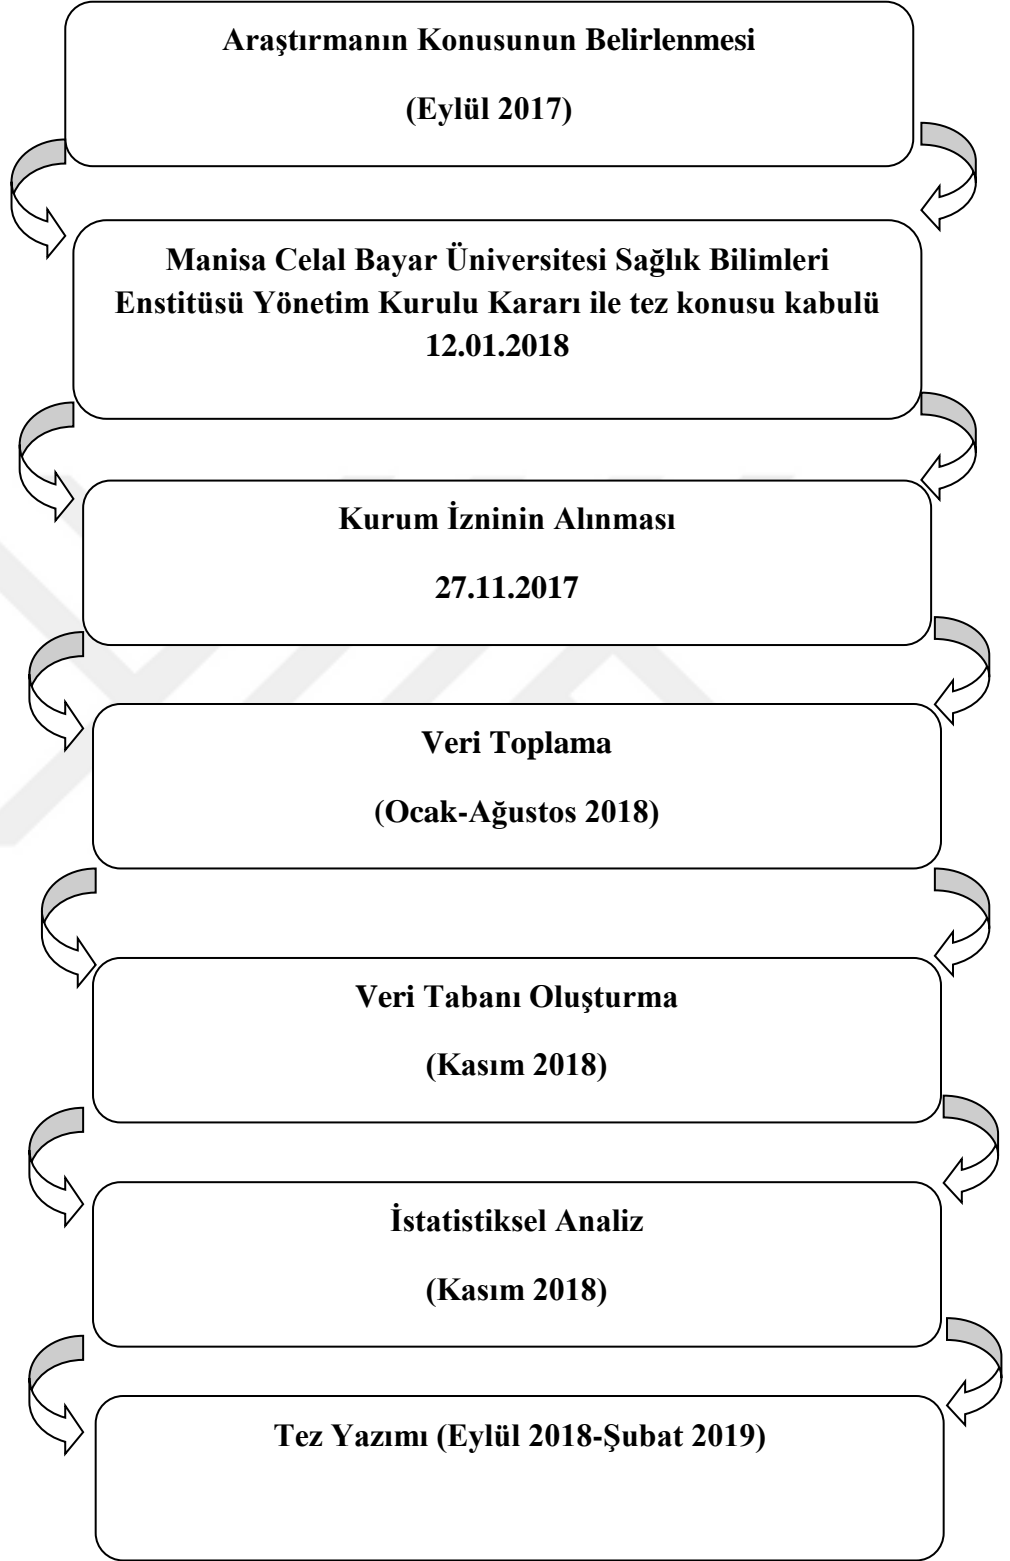 Araştırmanın Konusunun Belirlenmesi
(Eylül 2017)
Manisa Celal Bayar Üniversitesi Sağlık Bilimleri
Enstitüsü Yönetim Kurulu Kararı ile tez konusu kabulü
12.01.2018
Kurum İzninin Alınması
27.11.2017
Veri Toplama
(Ocak-Ağustos 2018)
Veri Tabanı Oluşturma
(Kasım 2018)
İstatistiksel Analiz
(Kasım 2018)
Tez Yazımı (Eylül 2018-Şubat 2019)